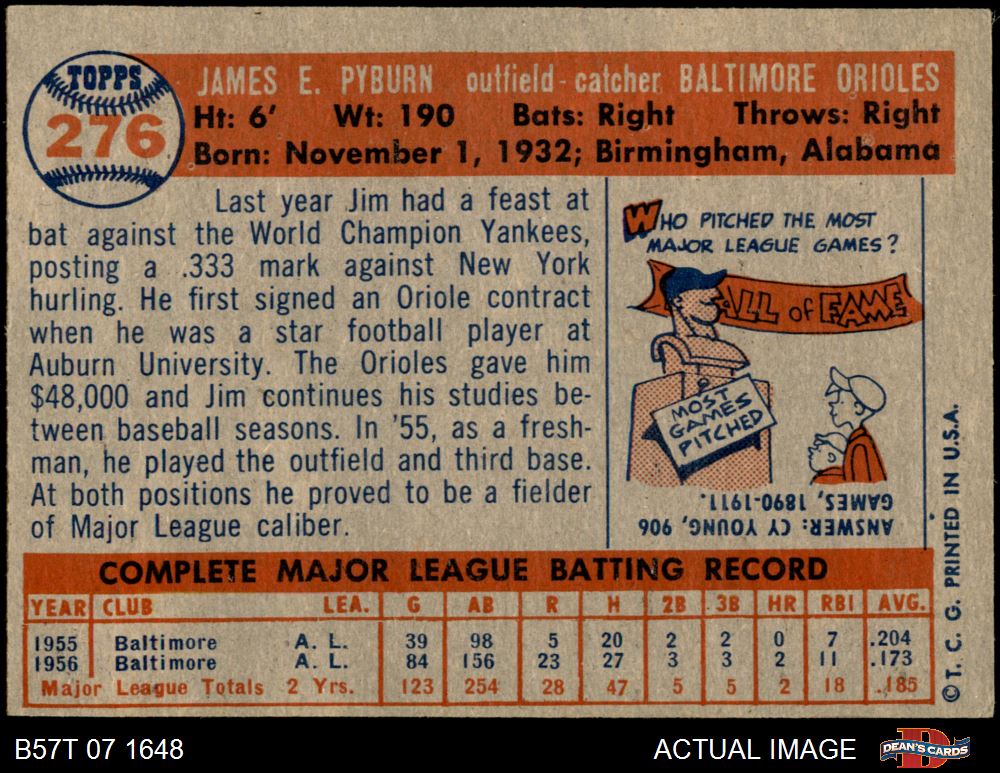 TOPPS
276
JAMES E. PYBURN outfield-catcher BALTIMORE ORIOLES
Ht: 6' Wt: 190 Bats: Right Throws: Right
Born: November 1, 1932; Birmingham, Alabama
Last year Jim had a feast at
bat against the World Champion Yankees,
posting a .333 mark against New York
hurling. He first signed an Oriole contract
when he was a star football player at
Auburn University. The Orioles gave him
$48,000 and Jim continues his studies be-
tween baseball seasons. In '55, as a fresh-
man, he played the outfield and third base.
At both positions he proved to be a fielder
of Major League caliber.
WHO PITCHED THE MOST
MAJOR LEAGUE GAMES?
ALL OF FAME
MOST
GAMES
PITCHED
ANSWER: CY YOUNG, 906
GAMES, 1890-1911.
COMPLETE MAJOR LEAGUE BATTING RECORD
YEAR CLUB LEA. G AB R H 2B 3B HR RBI AVG.
1955 Baltimore A. L. 39 98 5 20 2 2 0 7 .204
1956 Baltimore A. L. 84 156 23 27 3 3 2 11 .173
Major League Totals 2 Yrs. 123 254 28 47 5 5 2 18 .185
© T. C. G. PRINTED IN U.S.A.
B57T 07 1648
ACTUAL IMAGE
DEAN'S CARDS